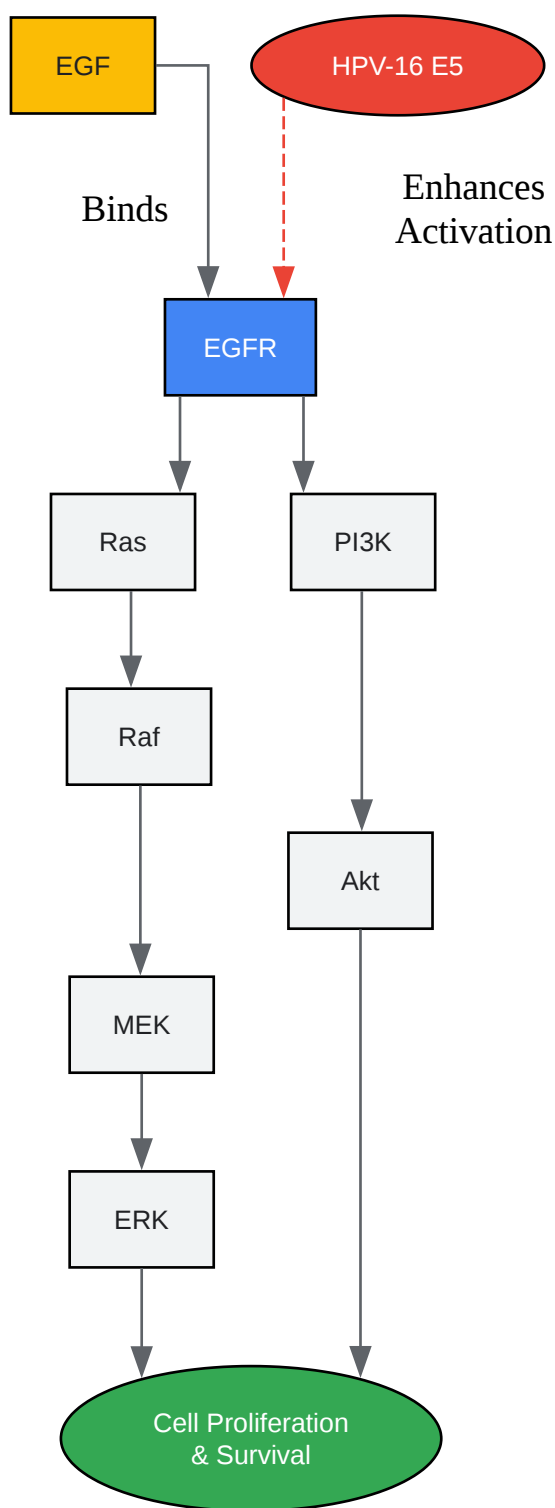 EGF
HPV-16 E5
Binds
Enhances
Activation
EGFR
Ras
PI3K
Raf
Akt
MEK
ERK
Cell Proliferation
& Survival